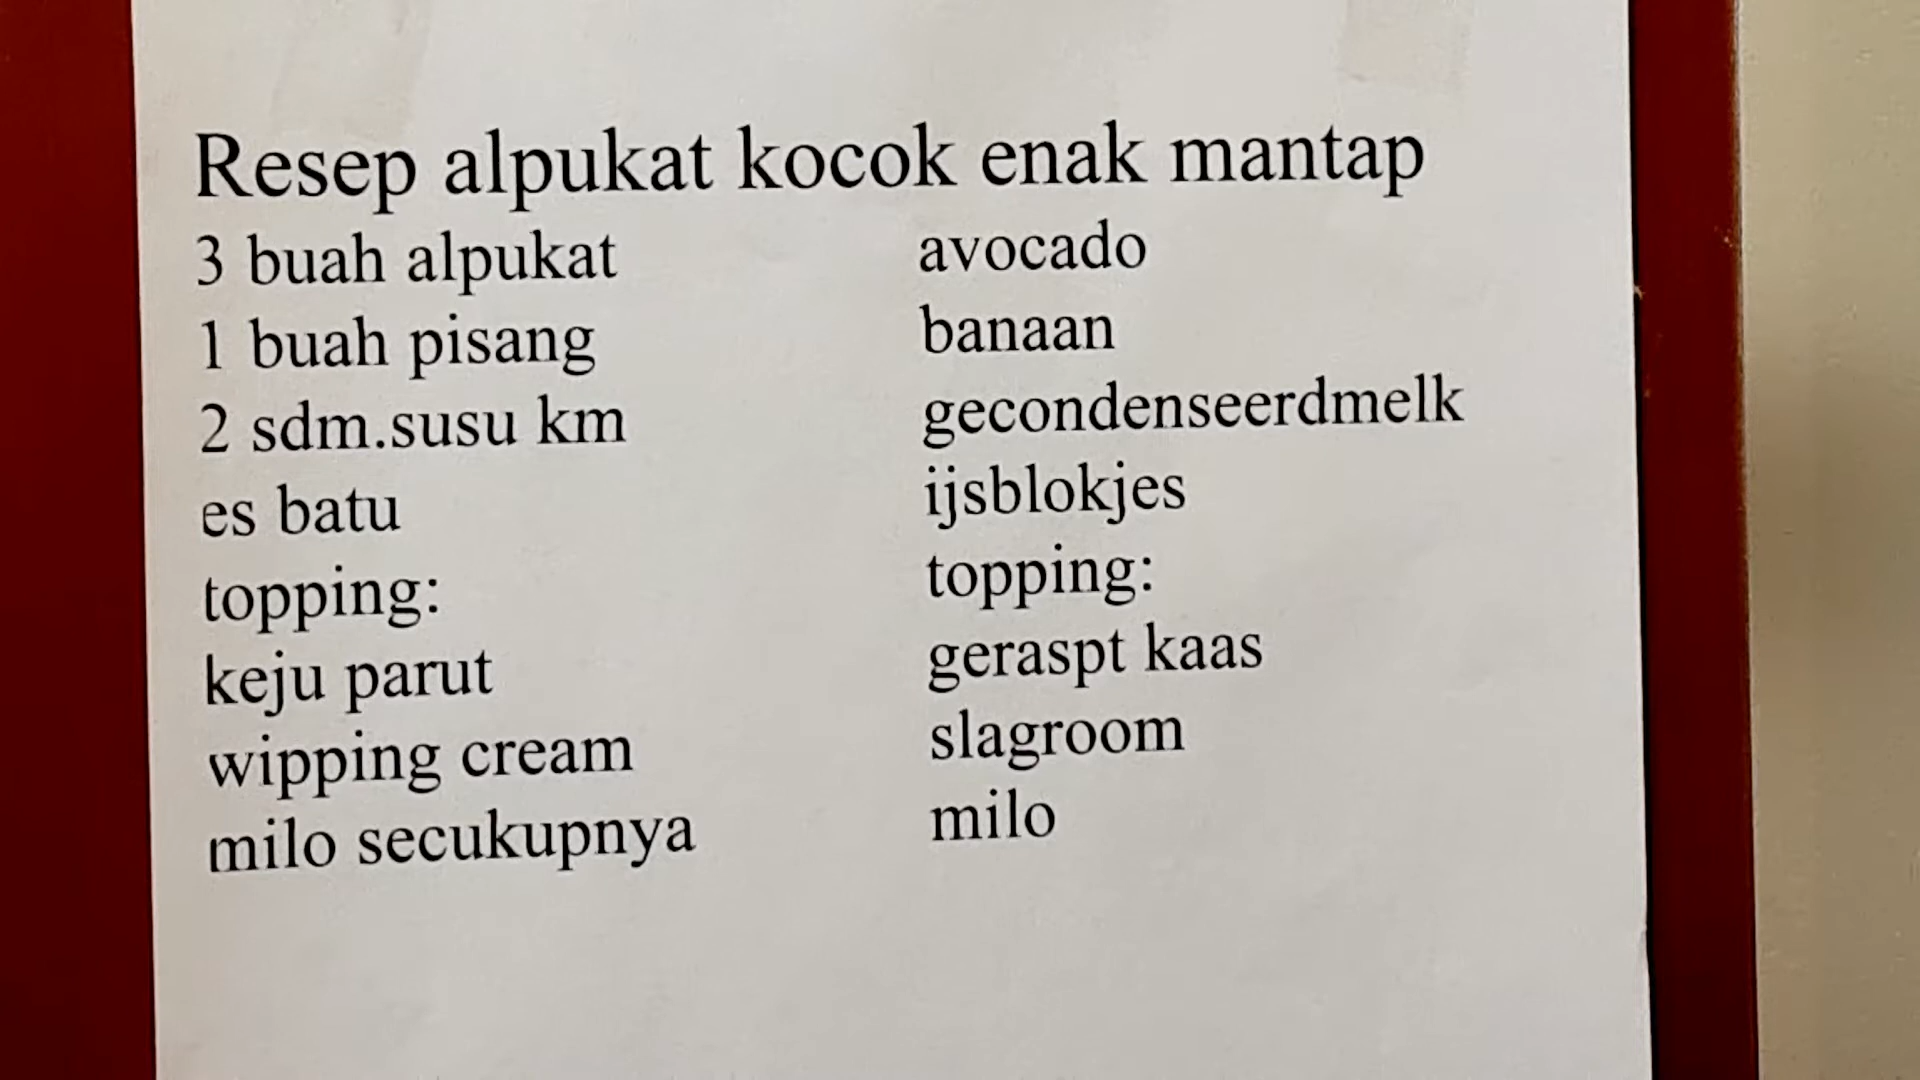 Resep alpukat kocok enak mantap
3 buah alpukat avocado
1 buah pisang banaan
2 sdm.susu km gecondenseerdmelk
es batu ijsblokjes
topping: topping:
keju parut geraspt kaas
wipping cream slagroom
milo secukupnya milo